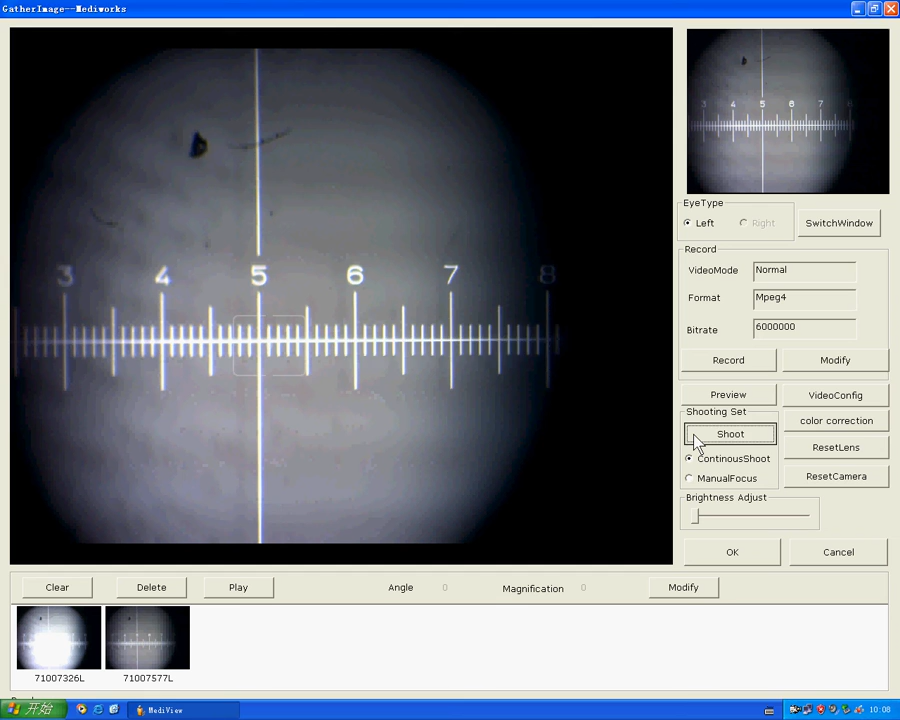 GatherImage--Mediworks
3 4 5 6 7 8
3 4 5 6 7 8
EyeType
Left Right
SwitchWindow
Record
VideoMode Normal
Format Mpeg4
Bitrate 6000000
Record Modify
Preview VideoConfig
Shooting Set
color correction
Shoot
ResetLens
ContinousShoot
ManualFocus
ResetCamera
Brightness Adjust
OK Cancel
Clear Delete Play Angle 0 Magnification 0 Modify
71007326L 71007577L
开始 MediView 10:08